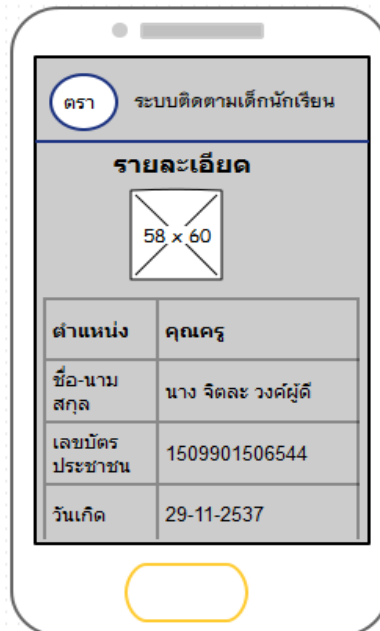 ตรา
ระบบติดตามเด็กนักเรียน
รายละเอียด
58 x 60
ตำแหน่ง
คุณครู
ชื่อ-นาม
สกุล
นาง จิตละ วงค์ผู้ดี
เลขบัตร
ประชาชน
1509901506544
วันเกิด
29-11-2537